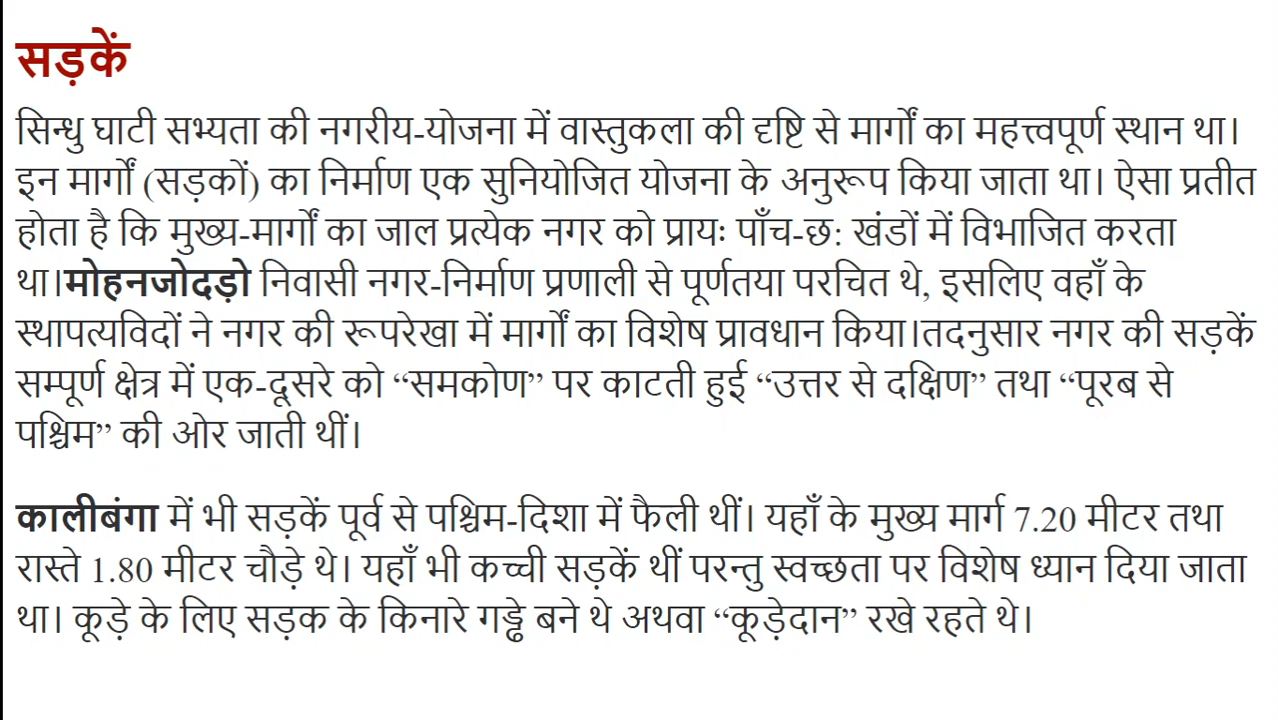 सड़कें
सिन्धु घाटी सभ्यता की नगरीय-योजना में वास्तुकला की दृष्टि से मार्गों का महत्त्वपूर्ण स्थान था।
इन मार्गों (सड़कों) का निर्माण एक सुनियोजित योजना के अनुरूप किया जाता था। ऐसा प्रतीत
होता है कि मुख्य-मार्गों का जाल प्रत्येक नगर को प्रायः पाँच-छ: खंडों में विभाजित करता
था।मोहनजोदड़ो निवासी नगर-निर्माण प्रणाली से पूर्णतया परचित थे, इसलिए वहाँ के
स्थापत्यविदों ने नगर की रूपरेखा में मार्गों का विशेष प्रावधान किया।तदनुसार नगर की सड़कें
सम्पूर्ण क्षेत्र में एक-दूसरे को “समकोण” पर काटती हुई “उत्तर से दक्षिण” तथा “पूरब से
पश्चिम” की ओर जाती थीं।
कालीबंगा में भी सड़कें पूर्व से पश्चिम-दिशा में फैली थीं। यहाँ के मुख्य मार्ग 7.20 मीटर तथा
रास्ते 1.80 मीटर चौड़े थे। यहाँ भी कच्ची सड़कें थीं परन्तु स्वच्छता पर विशेष ध्यान दिया जाता
था। कूड़े के लिए सड़क के किनारे गड्ढे बने थे अथवा “कूड़ेदान” रखे रहते थे।